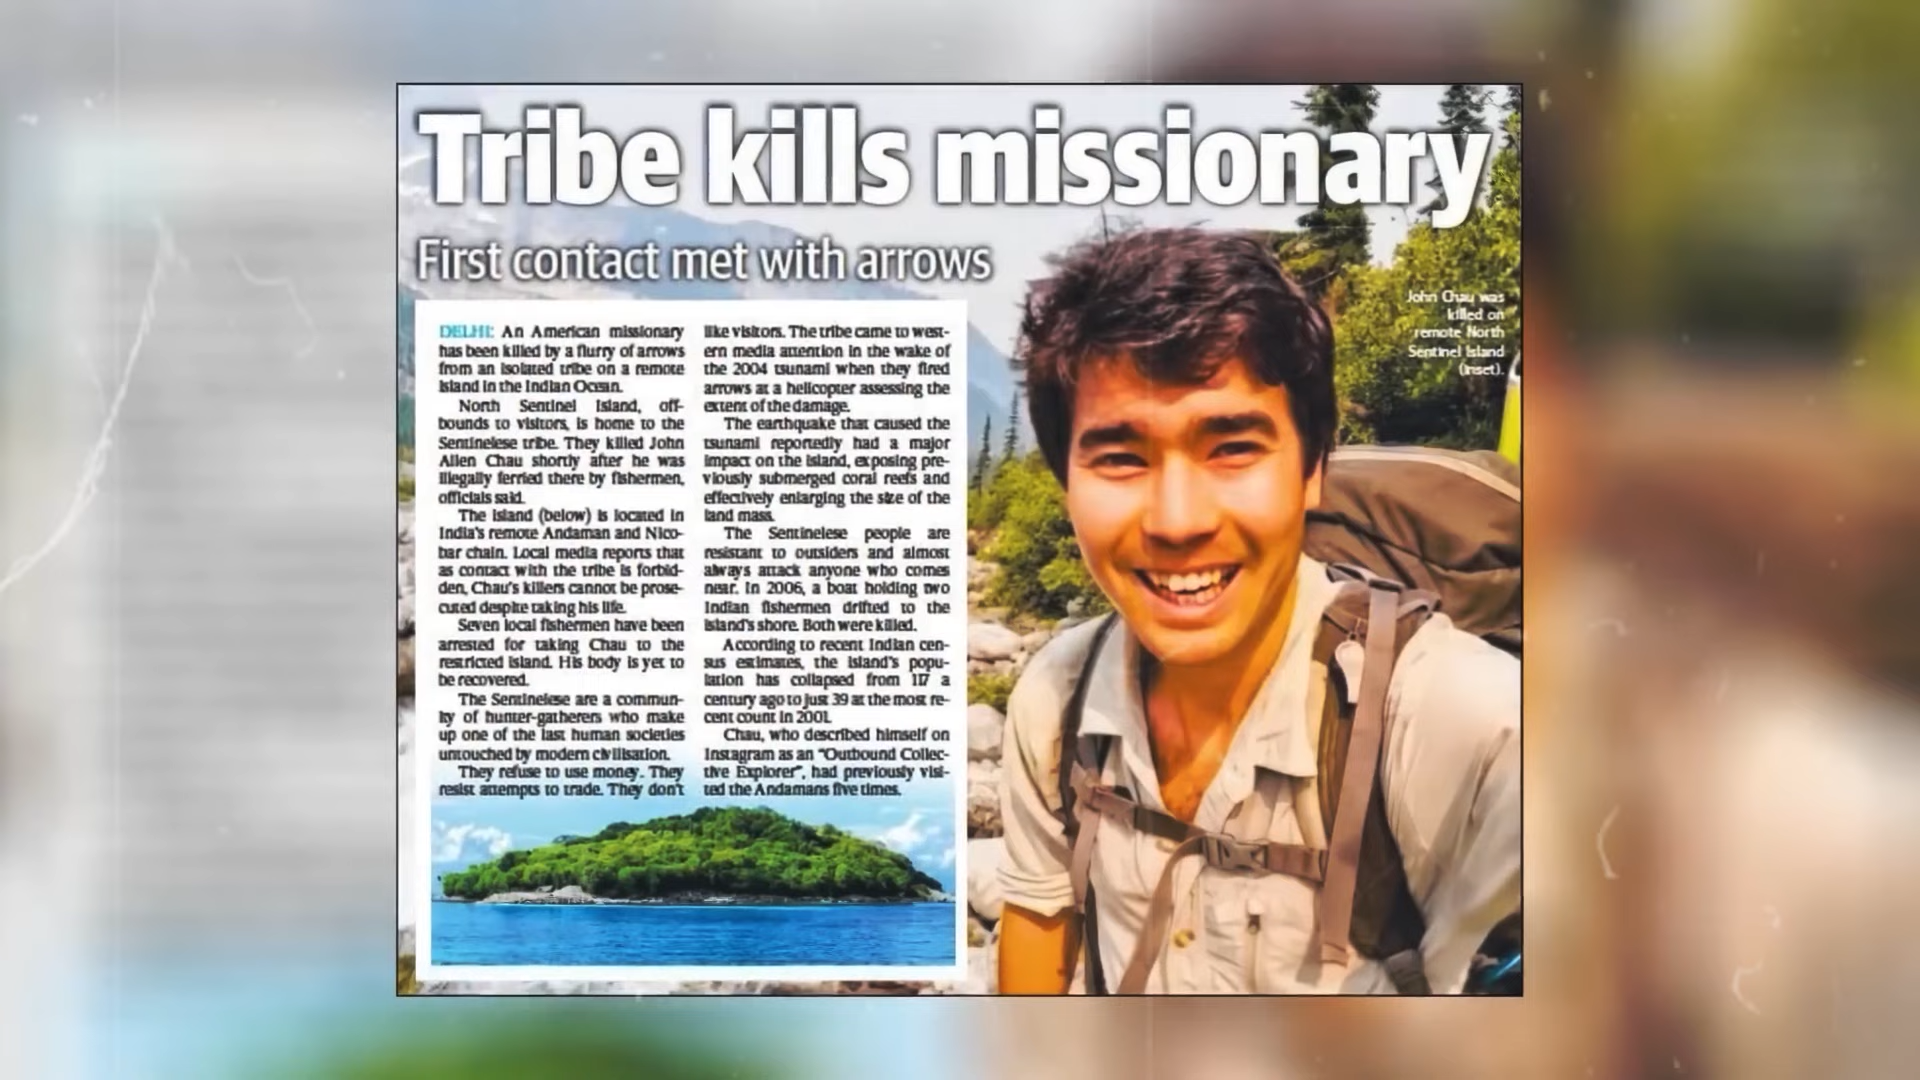 Tribe kills missionary
First contact met with arrows
DELHI: An American missionary
has been killed by a flurry of arrows
from an isolated tribe on a remote
island in the Indian Ocean.
North Sentinel Island, off-
bounds to visitors, is home to the
Sentinelese tribe. They killed John
Allen Chau shortly after he was
illegally ferried there by fishermen,
officials said.
The island (below) is located in
India's remote Andaman and Nico-
bar chain. Local media reports that
as contact with the tribe is forbid-
den, Chau's killers cannot be prose-
cuted despite taking his life.
Seven local fishermen have been
arrested for taking Chau to the
restricted island. His body is yet to
be recovered.
The Sentinelese are a commun-
ity of hunter-gatherers who make
up one of the last human societies
untouched by modern civilisation.
They refuse to use money. They
resist attempts to trade. They don't
like visitors. The tribe came to west-
ern media attention in the wake of
the 2004 tsunami when they fired
arrows at a helicopter assessing the
extent of the damage.
The earthquake that caused the
tsunami reportedly had a major
impact on the island, exposing pre-
viously submerged coral reefs and
effectively enlarging the size of the
land mass.
The Sentinelese people are
resistant to outsiders and almost
always attack anyone who comes
near. In 2006, a boat holding two
Indian fishermen drifted to the
island's shore. Both were killed.
According to recent Indian cen-
sus estimates, the island's popu-
lation has collapsed from 117 a
century ago to just 39 at the most re-
cent count in 2001.
Chau, who described himself on
Instagram as an "Outbound Collec-
tive Explorer", had previously visi-
ted the Andamans five times.
John Chau was
killed on
remote North
Sentinel Island
(inset).